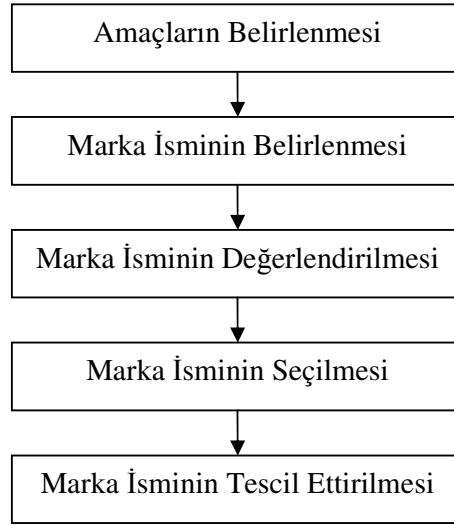 Amaçların Belirlenmesi
Marka İsminin Belirlenmesi
Marka İsminin Değerlendirilmesi
Marka İsminin Seçilmesi
Marka İsminin Tescil Ettirilmesi